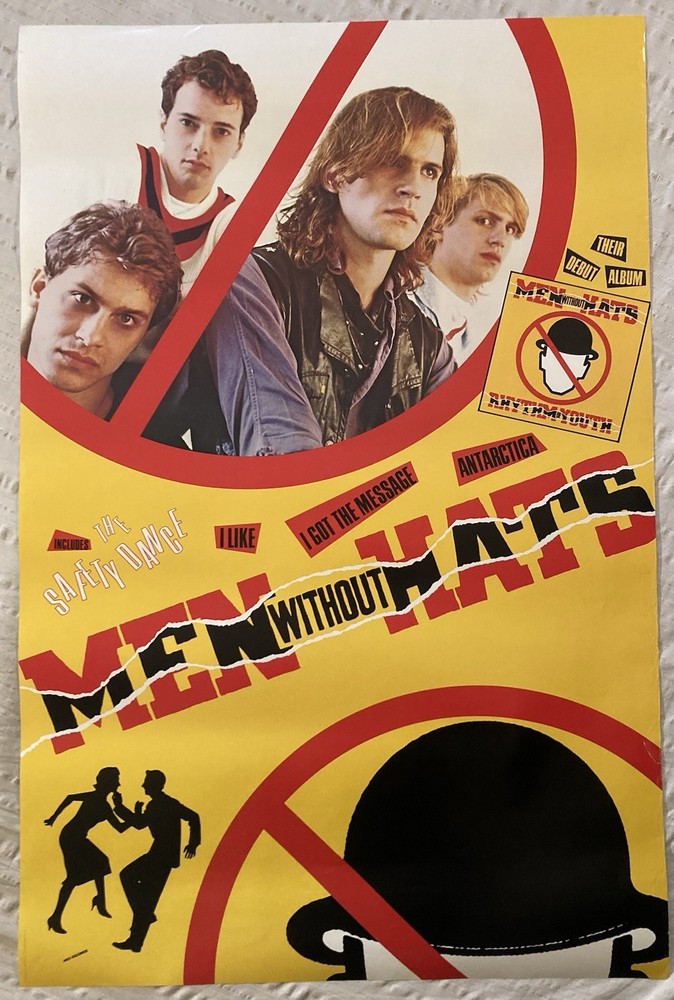 THEIR
DEBUT ALBUM
MEN WITHOUT HATS
RHYTHM OF YOUTH
INCLUDES THE SAFETY DANCE
I LIKE
I GOT THE MESSAGE
ANTARCTICA
MEN WITHOUT HATS